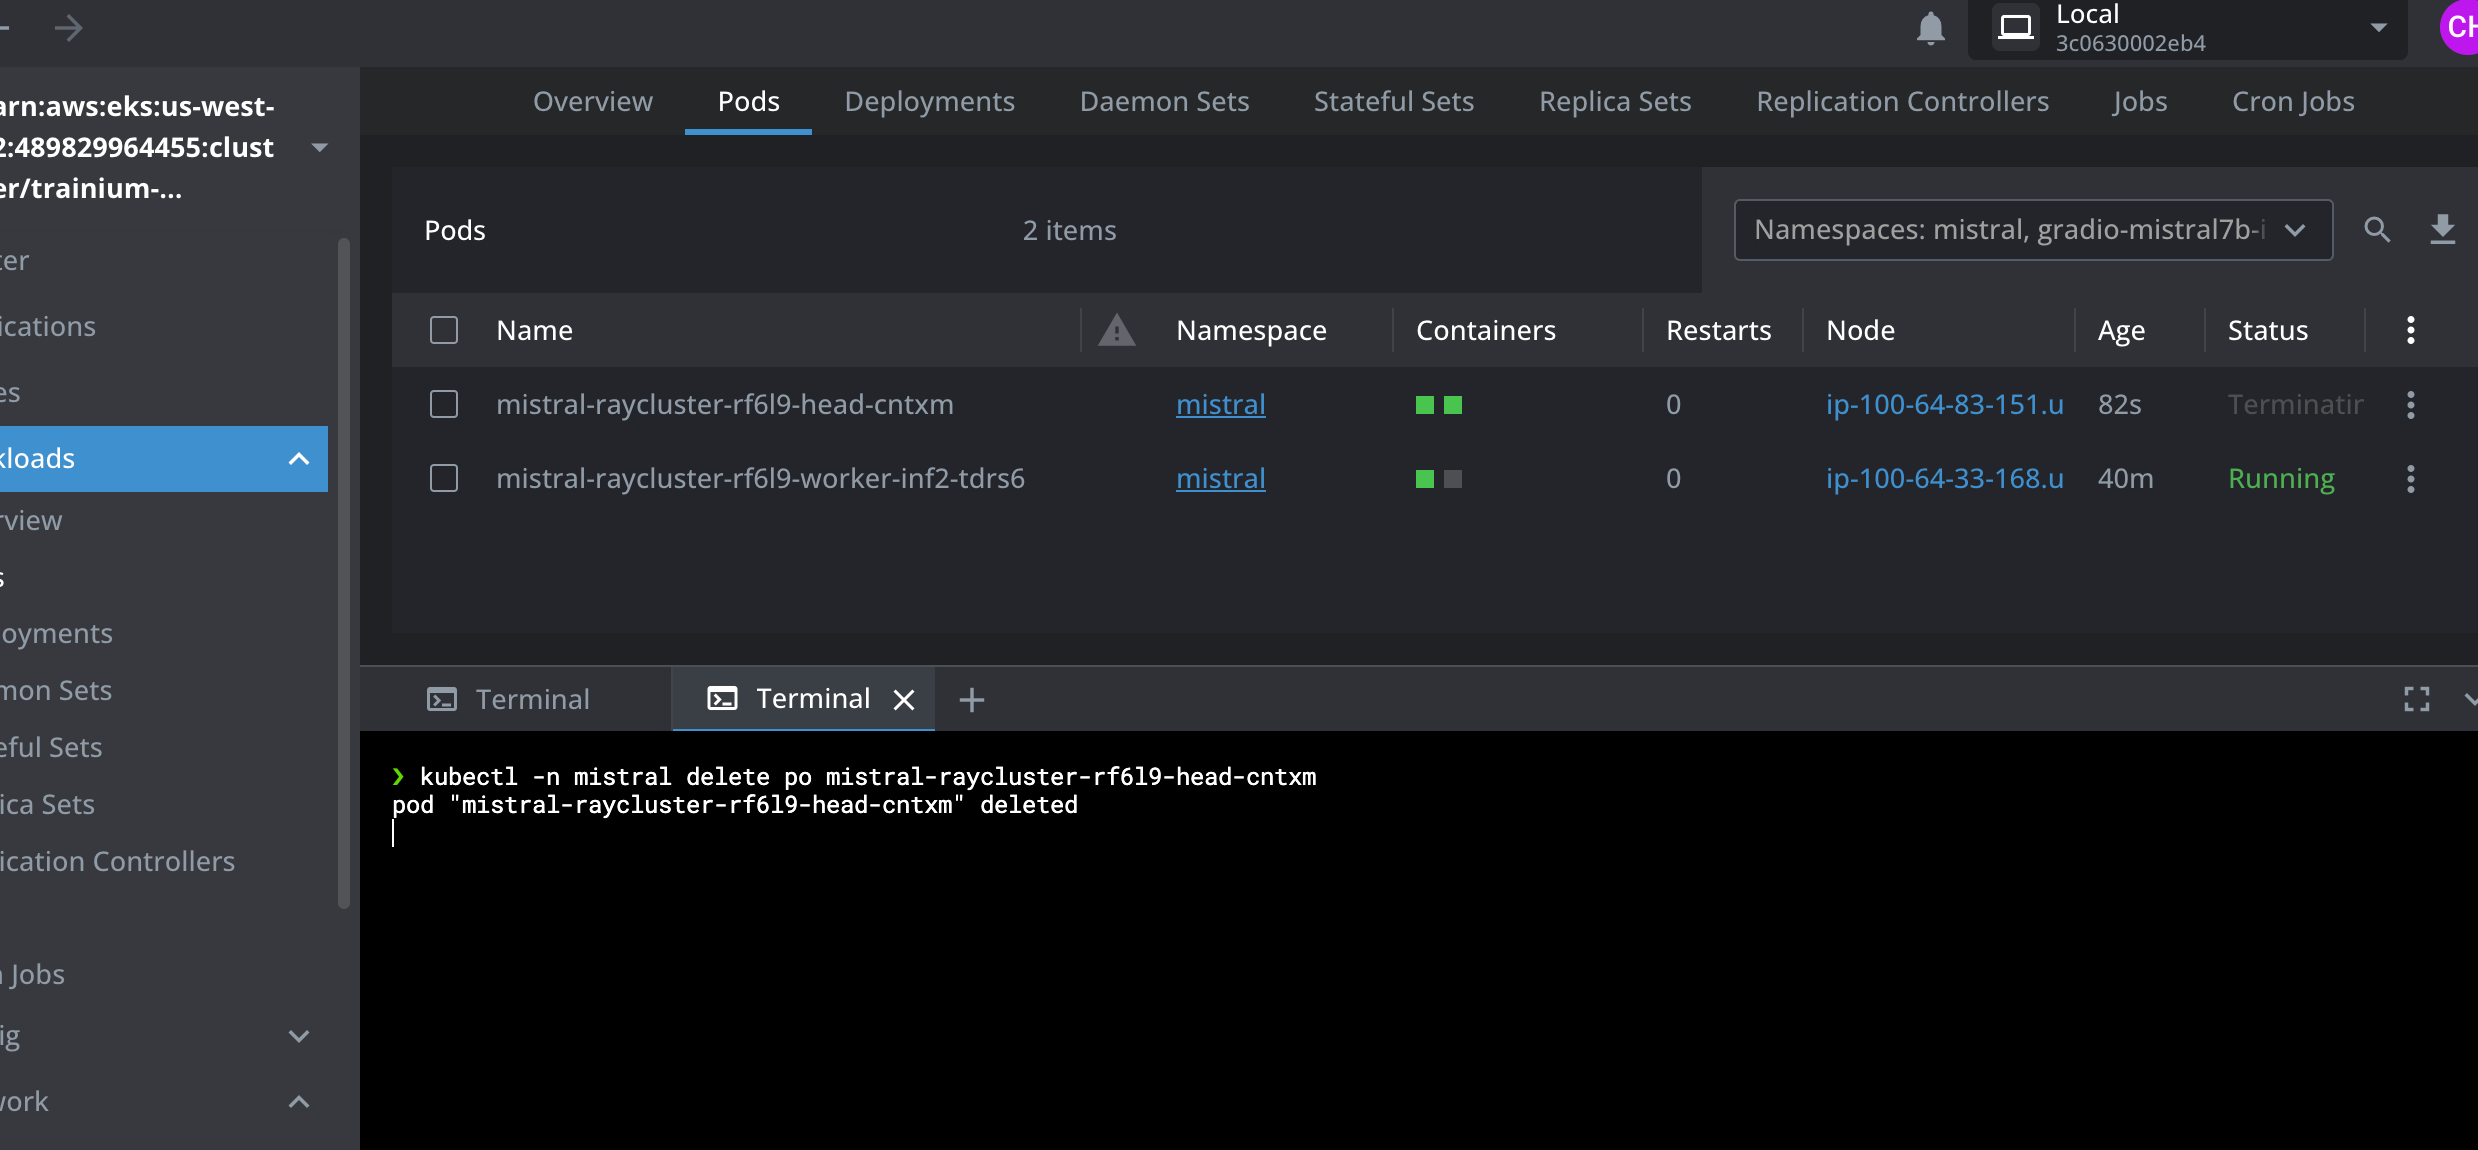 Local
3c0630002eb4
CH
arn:aws:eks:us-west-
2:489829964455:clust
er/trainium-...
Overview Pods Deployments Daemon Sets Stateful Sets Replica Sets Replication Controllers Jobs Cron Jobs
Pods 2 items Namespaces: mistral, gradio-mistral7b-i
Name Namespace Containers Restarts Node Age Status
mistral-raycluster-rf6l9-head-cntxm mistral 0 ip-100-64-83-151.u 82s Terminatin
mistral-raycluster-rf6l9-worker-inf2-tdrs6 mistral 0 ip-100-64-33-168.u 40m Running
ter
ications
es
kloads
rview
s
oyments
mon Sets
eful Sets
ica Sets
ication Controllers
Jobs
ig
work
Terminal Terminal
❯ kubectl -n mistral delete po mistral-raycluster-rf6l9-head-cntxm
pod "mistral-raycluster-rf6l9-head-cntxm" deleted